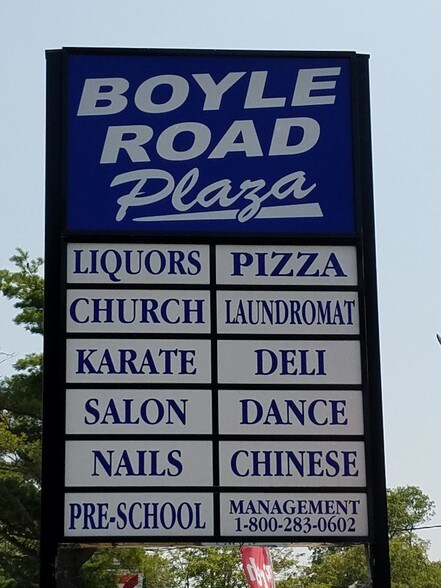 BOYLE
ROAD
Plaza
LIQUORS
PIZZA
CHURCH
LAUNDROMAT
KARATE
DELI
SALON
DANCE
NAILS
CHINESE
PRE-SCHOOL
MANAGEMENT
1-800-283-0602